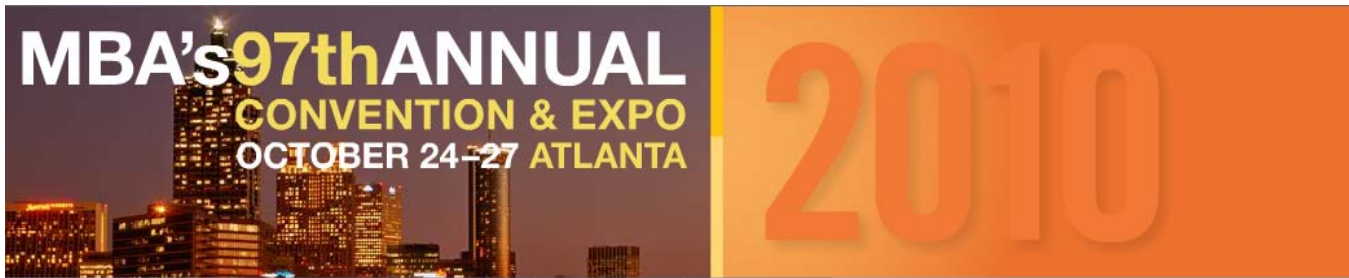 MBA's97thANNUAL
CONVENTION & EXPO
OCTOBER 24–27 ATLANTA
2010